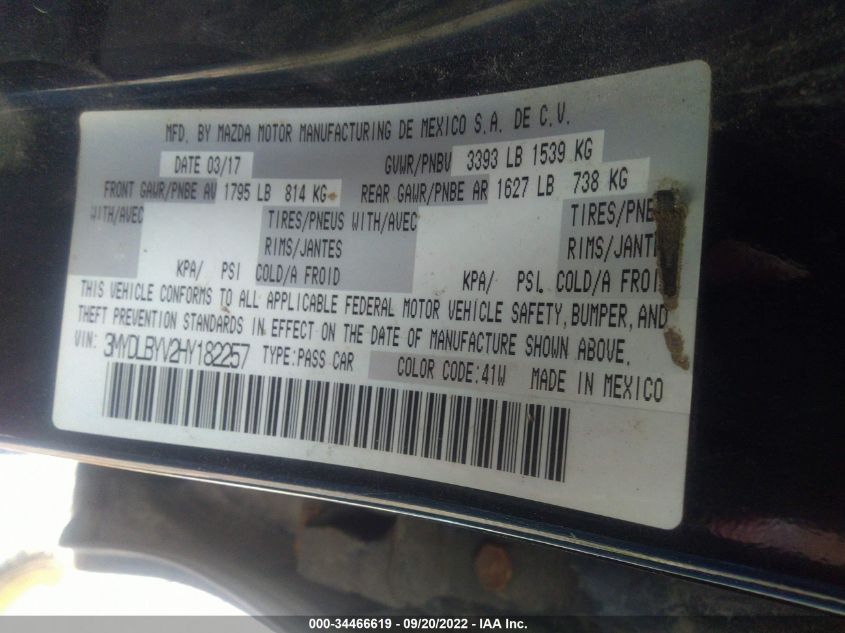 MFD. BY MAZDA MOTOR MANUFACTURING DE MEXICO S.A. DE C.V.
DATE 03/17 GVWR/PNBV 3393 LB 1539 KG
FRONT GAWR/PNBE AV 1795 LB 814 KG REAR GAWR/PNBE AR 1627 LB 738 KG
WITH/AVEC TIRES/PNEUS WITH/AVEC TIRES/PNE
RIMS/JANTES RIMS/JANT
KPA/ PSI COLD/A FROID KPA/ PSI COLD/A FROI
THIS VEHICLE CONFORMS TO ALL APPLICABLE FEDERAL MOTOR VEHICLE SAFETY, BUMPER, AND
THEFT PREVENTION STANDARDS IN EFFECT ON THE DATE OF MANUFACTURE SHOWN ABOVE.
VIN: 3MYDLBYV2HY182257 TYPE:PASS CAR COLOR CODE:41W MADE IN MEXICO
000-34466619 / 09/20/2022 - IAA Inc.